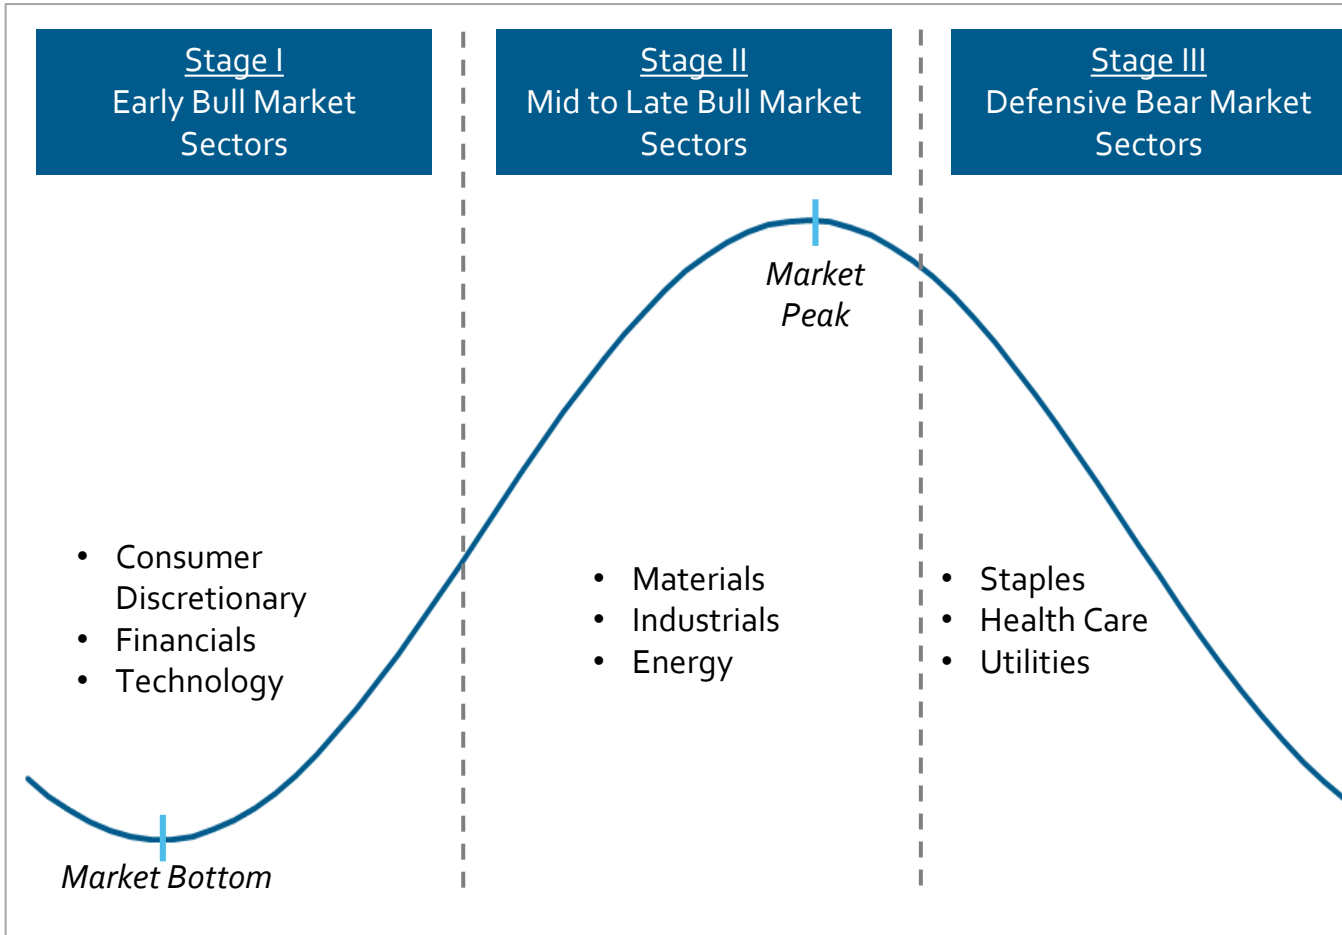 Stage I
Early Bull Market
Sectors
Stage II
Mid to Late Bull Market
Sectors
Stage III
Defensive Bear Market
Sectors
Market
Peak
• Consumer
Discretionary
• Financials
• Technology
• Materials
• Industrials
• Energy
• Staples
• Health Care
• Utilities
Market Bottom